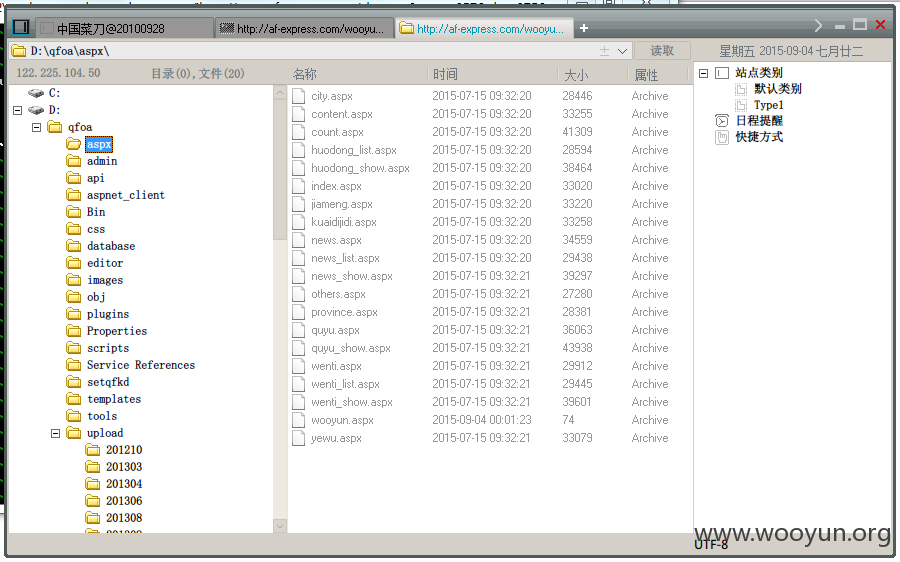 中国菜刀@20100928
http://af-express.com/wooyu...
http://af-express.com/wooyu...
D:\qfoa\aspx\
读取
星期五 2015-09-04 七月廿二
122.225.104.50 目录(0),文件(20)
名称 时间 大小 属性
C:
D:
qfoa
aspx
admin
api
aspnet_client
Bin
css
database
editor
images
obj
plugins
Properties
scripts
Service References
setqfkd
templates
tools
upload
201210
201303
201304
201306
201308
city.aspx 2015-07-15 09:32:20 28446 Archive
content.aspx 2015-07-15 09:32:20 33255 Archive
count.aspx 2015-07-15 09:32:20 41309 Archive
huodong_list.aspx 2015-07-15 09:32:20 28594 Archive
huodong_show.aspx 2015-07-15 09:32:20 38464 Archive
index.aspx 2015-07-15 09:32:20 33020 Archive
jiameng.aspx 2015-07-15 09:32:20 33220 Archive
kuaidijidi.aspx 2015-07-15 09:32:20 33258 Archive
news.aspx 2015-07-15 09:32:20 34559 Archive
news_list.aspx 2015-07-15 09:32:20 29438 Archive
news_show.aspx 2015-07-15 09:32:21 39297 Archive
others.aspx 2015-07-15 09:32:21 27280 Archive
province.aspx 2015-07-15 09:32:21 28381 Archive
quyu.aspx 2015-07-15 09:32:21 36063 Archive
quyu_show.aspx 2015-07-15 09:32:21 43938 Archive
wenti.aspx 2015-07-15 09:32:21 29912 Archive
wenti_list.aspx 2015-07-15 09:32:21 29445 Archive
wenti_show.aspx 2015-07-15 09:32:21 39601 Archive
wooyun.aspx 2015-09-04 00:01:23 74 Archive
yewu.aspx 2015-07-15 09:32:21 33079 Archive
站点类别
默认类别
Type1
日程提醒
快捷方式
www.wooyun.org
UTF-8